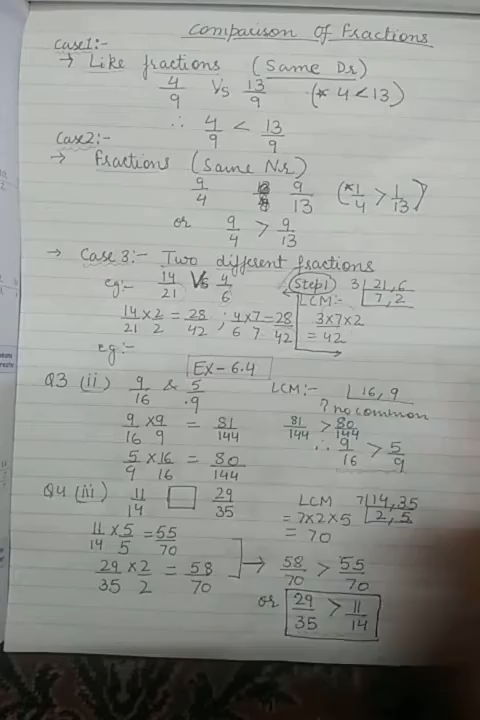 Comparison of Fractions
Case1:-
→ Like fractions (Same Dr)
4/9 Vs 13/9 (* 4 < 13)
∴ 4/9 < 13/9
Case2:-
→ fractions (Same Nr)
9/4 9/13 (* 1/4 > 1/13)
or 9/4 > 9/13
→ Case 3:- Two different fractions
eg:- 14/21 Vs 4/6 Step1 3 | 21, 6
LCM:- 7, 2
14/21 × 2/2 = 28/42 ; 4/6 × 7/7 = 28/42 3×7×2
= 42
eg:-
Ex-6.4
Q3 (ii) 9/16 & 5/9 LCM:- 16, 9
? no common
9/16 × 9/9 = 81/144 81/144 > 80/144
∴ 9/16 > 5/9
5/9 × 16/16 = 80/144
Q4 (iii) 11/14 □ 29/35 LCM 7 | 14, 35
= 7×2×5 2, 5
= 70
11/14 × 5/5 = 55/70
29/35 × 2/2 = 58/70 → 58/70 > 55/70
or 29/35 > 11/14